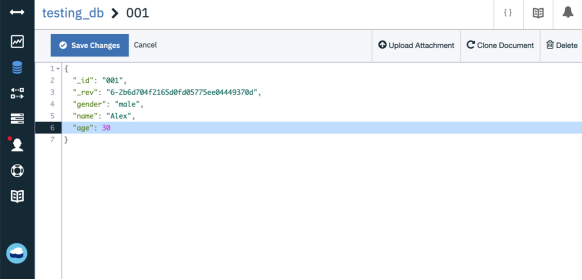 testing_db > 001
{ }
Save Changes
Cancel
Upload Attachment
Clone Document
Delete
1 {
2 "_id": "001",
3 "_rev": "6-2b6d704f2165d0fd05775ee04449370d",
4 "gender": "male",
5 "name": "Alex",
6 "age": 30
7 }